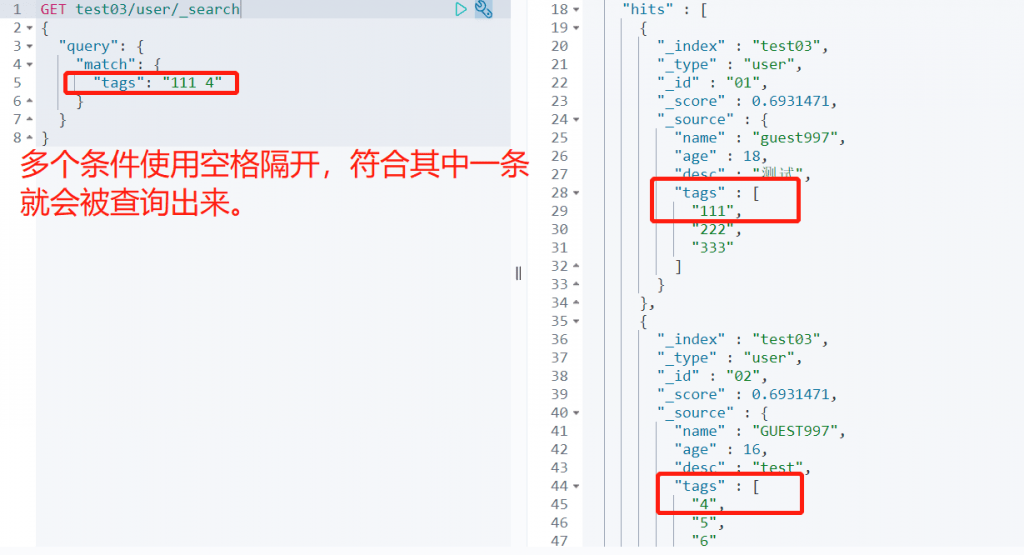 1 GET test03/user/_search
2 {
3 "query": {
4 "match": {
5 "tags": "111 4"
6 }
7 }
8 }
多个条件使用空格隔开，符合其中一条
就会被查询出来。
18 "hits" : [
19 {
20 "_index" : "test03",
21 "_type" : "user",
22 "_id" : "01",
23 "_score" : 0.6931471,
24 "_source" : {
25 "name" : "guest997",
26 "age" : 18,
27 "desc" : "测试",
28 "tags" : [
29 "111",
30 "222",
31 "333"
32 ]
33 }
34 },
35 {
36 "_index" : "test03",
37 "_type" : "user",
38 "_id" : "02",
39 "_score" : 0.6931471,
40 "_source" : {
41 "name" : "GUEST997",
42 "age" : 16,
43 "desc" : "test",
44 "tags" : [
45 "4",
46 "5",
47 "6"